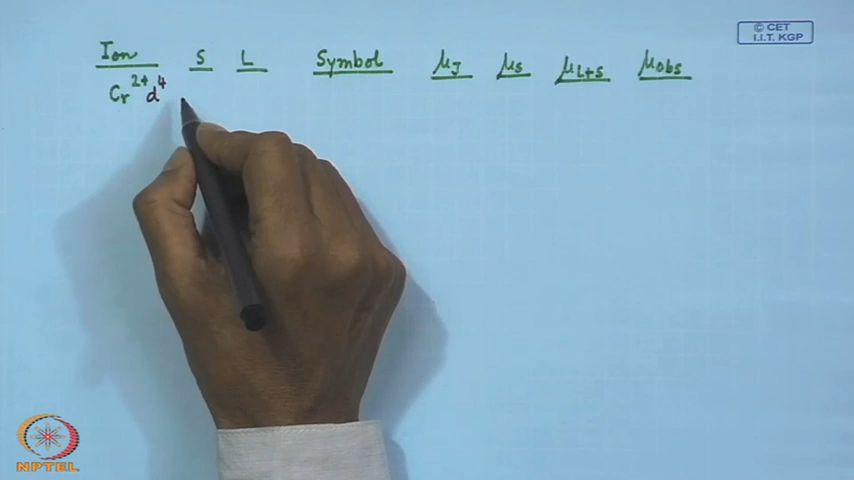 © CET
I.I.T. KGP
Ion S L Symbol μJ μS μL+S μobs
Cr2+ d4
NPTEL